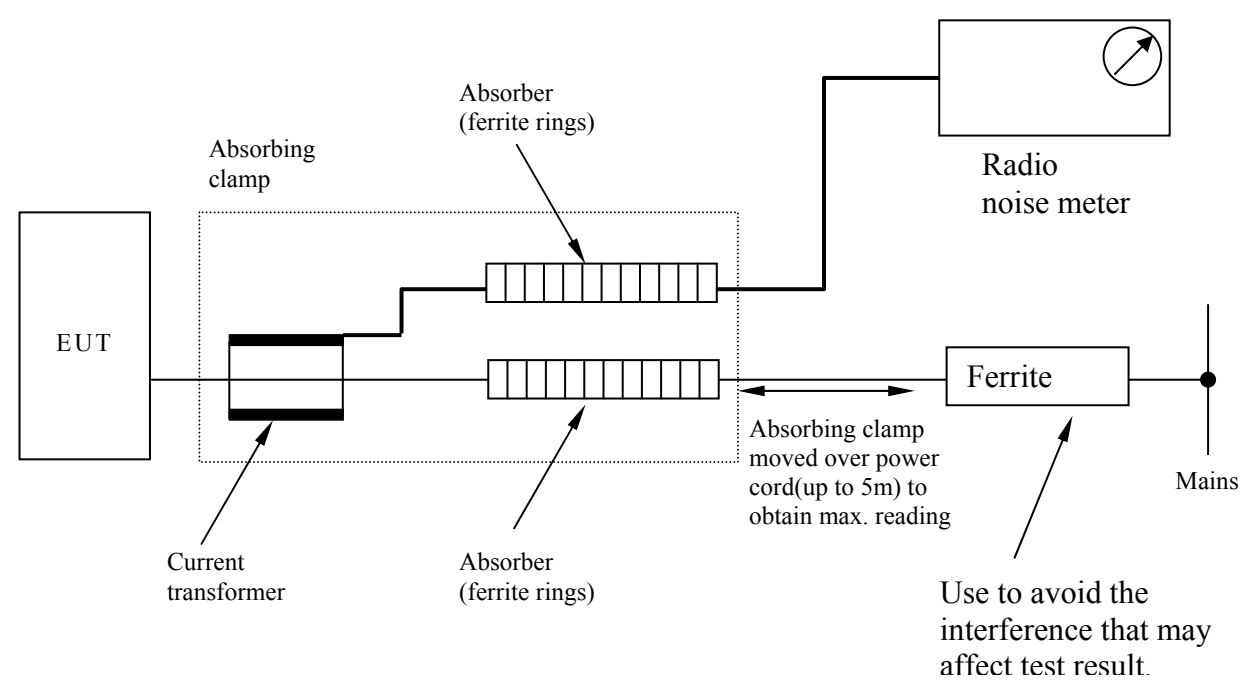 Absorber
(ferrite rings)
Absorbing
clamp
Radio
noise meter
EUT
Ferrite
Absorbing clamp
moved over power
cord(up to 5m) to
obtain max. reading
Mains
Current
transformer
Absorber
(ferrite rings)
Use to avoid the
interference that may
affect test result.